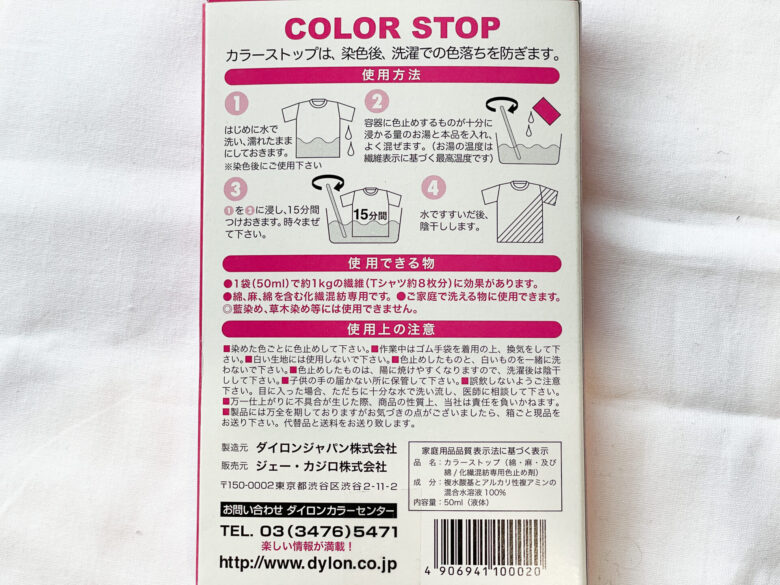 COLOR STOP
カラーストップは、染色後、洗濯での色落ちを防ぎます。
使用方法
1
はじめに水で
洗い、濡れたまま
にしておきます。
※染色後にご使用下さい
2
容器に色止めするものが十分に
浸かる量のお湯と本品を入れ、
よく混ぜます。(お湯の温度は
繊維表示に基づく最高温度です)
3
❶を❷に浸し、15分間
つけおきます。時々まぜ
て下さい。
15分間
4
水ですすいだ後、
陰干しします。
使用できる物
●1袋(50ml)で約1kgの繊維(Tシャツ約8枚分)に効果があります。
●綿、麻、綿を含む化繊混紡専用です。●ご家庭で洗える物に使用できます。
◎藍染め、草木染め等には使用できません。
使用上の注意
■染めた色ごとに色止めして下さい。■作業中はゴム手袋を着用の上、換気をして下
さい。■白い生地には使用しないで下さい。■色止めしたものと、白いものを一緒に洗
わないで下さい。■色止めしたものは、陽に焼けやすくなりますので、洗濯後は陰干
しして下さい。■子供の手の届かない所に保管して下さい。■誤飲しないようご注意
下さい。目に入った場合、ただちに十分な水で洗い流し、医師に相談して下さい。
■万一仕上がりに不具合が生じた際、商品の性質上、当社は責任を負いかねます。
■製品には万全を期しておりますがお気づきの点がございましたら、箱ごと現品を
お送り下さい。代替品と送料をお送り致します。
製造元 ダイロンジャパン株式会社
販売元 ジェー・カジロ株式会社
〒150-0002 東京都渋谷区渋谷2-11-2
お問い合わせ ダイロンカラーセンター
TEL. 03(3476)5471
楽しい情報が満載!
http://www.dylon.co.jp
家庭用品品質表示法に基づく表示
品 名:カラーストップ(綿・麻・及び
綿/化繊混紡専用色止め剤)
成 分:複水酸基とアルカリ性複アミンの
混合水溶液100%
内容量:50ml(液体)
4 906941 100020